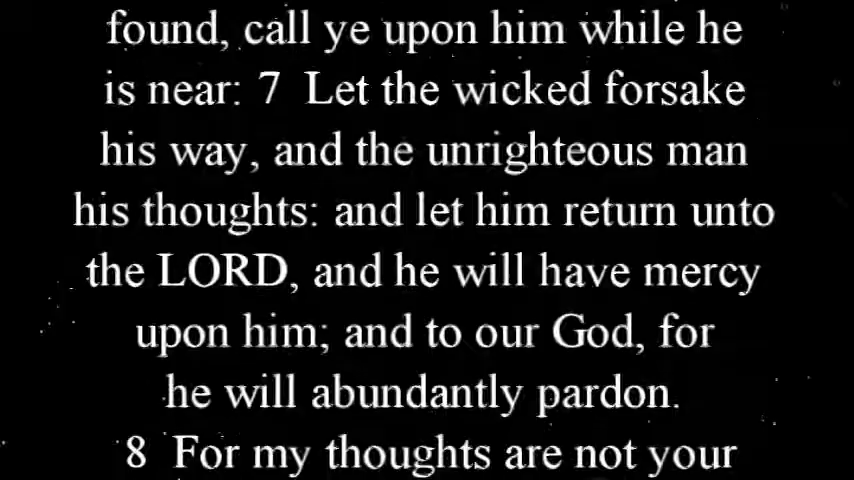 found, call ye upon him while he
is near: 7 Let the wicked forsake
his way, and the unrighteous man
his thoughts: and let him return unto
the LORD, and he will have mercy
upon him; and to our God, for
he will abundantly pardon.
8 For my thoughts are not your